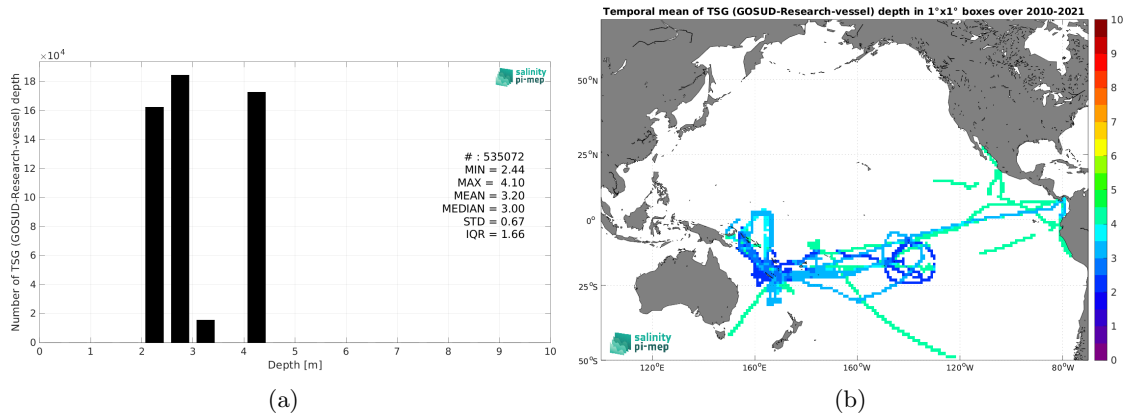 ×10⁴
18
16
14
12
10
8
6
4
2
0
Number of TSG (GOSUD-Research-vessel) depth
salinity
pi-mep
# : 535072
MIN = 2.44
MAX = 4.10
MEAN = 3.20
MEDIAN = 3.00
STD = 0.67
IQR = 1.66
0 1 2 3 4 5 6 7 8 9 10
Depth [m]
(a)
Temporal mean of TSG (GOSUD-Research-vessel) depth in 1°x1° boxes over 2010-2021
50°N
25°N
0°
25°S
50°S
salinity
pi-mep
120°E 160°E 160°W 120°W 80°W
10
9
8
7
6
5
4
3
2
1
0
(b)